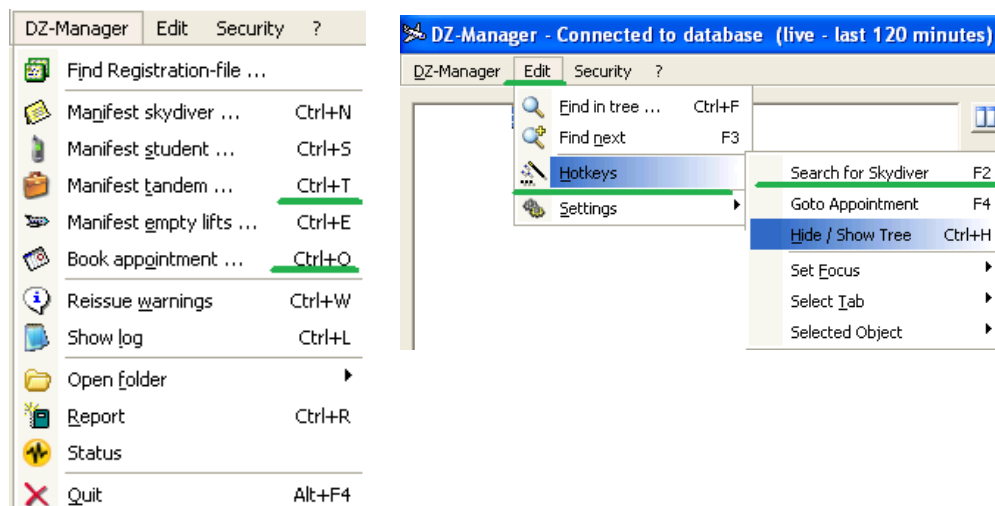 DZ-Manager Edit Security ?
Find Registration-file ...
Manifest skydiver ... Ctrl+N
Manifest student ... Ctrl+S
Manifest tandem ... Ctrl+T
Manifest empty lifts ... Ctrl+E
Book appointment ... Ctrl+O
Reissue warnings Ctrl+W
Show log Ctrl+L
Open folder
Report Ctrl+R
Status
Quit Alt+F4
DZ-Manager - Connected to database (live - last 120 minutes)
DZ-Manager Edit Security ?
Find in tree ... Ctrl+F
Find next F3
Hotkeys
Settings
Search for Skydiver F2
Goto Appointment F4
Hide / Show Tree Ctrl+H
Set Focus
Select Tab
Selected Object